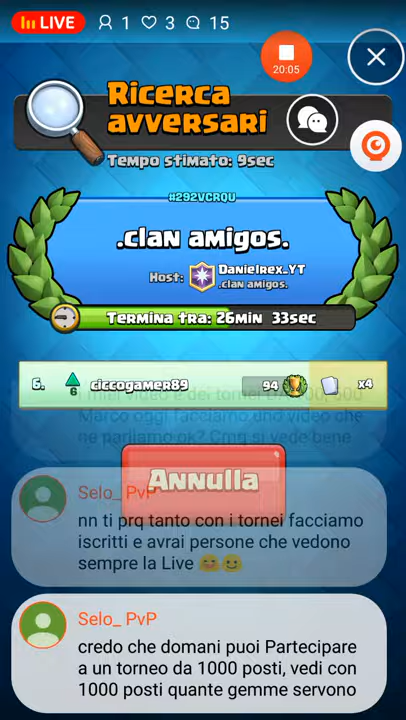 LIVE 1 3 15
20:05
Ricerca
avversari
Tempo stimato: 9sec
#292VCRQU
.clan amigos.
Host: Danielrex_YT
.clan amigos.
Termina tra: 26min 33sec
6. 6 ciccogamer89 94 x4
Marco oggi facciamo uno video che
ne parliamo ok? Cmq si vede bene
Annulla
Selo_ PvP
nn ti prq tanto con i tornei facciamo
iscritti e avrai persone che vedono
sempre la Live
Selo_ PvP
credo che domani puoi Partecipare
a un torneo da 1000 posti, vedi con
1000 posti quante gemme servono